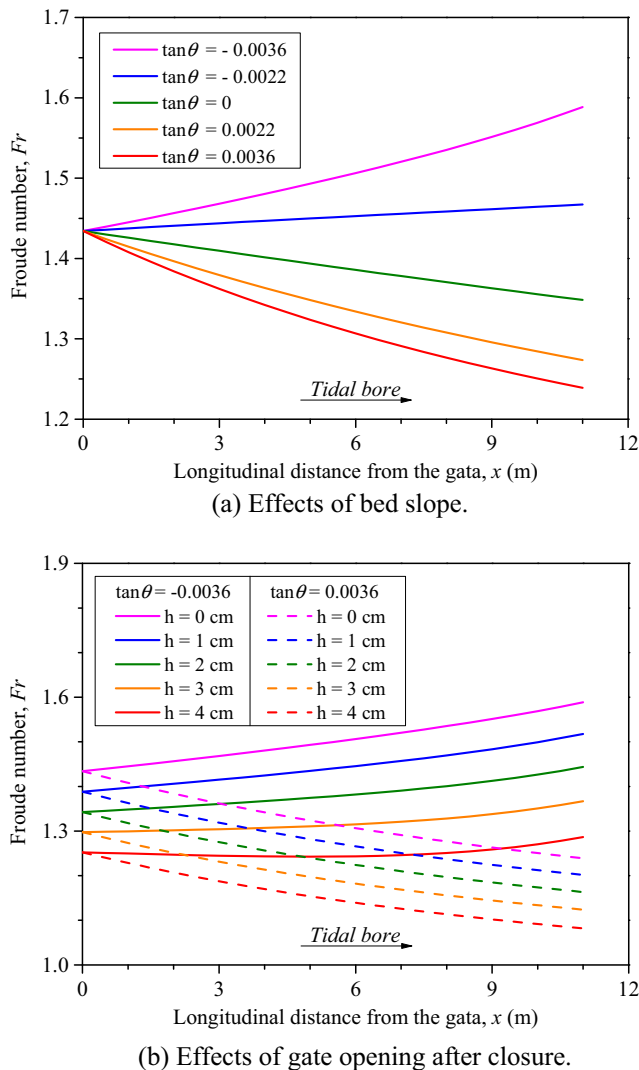 1.7
tanθ = - 0.0036
tanθ = - 0.0022
tanθ = 0
tanθ = 0.0022
tanθ = 0.0036
1.6
1.5
1.4
1.3
1.2
Froude number, Fr
Tidal bore
0 3 6 9 12
Longitudinal distance from the gata, x (m)
(a) Effects of bed slope.
1.9
tanθ = -0.0036 tanθ = 0.0036
h = 0 cm h = 0 cm
h = 1 cm h = 1 cm
h = 2 cm h = 2 cm
h = 3 cm h = 3 cm
h = 4 cm h = 4 cm
1.6
1.3
1.0
Froude number, Fr
Tidal bore
0 3 6 9 12
Longitudinal distance from the gata, x (m)
(b) Effects of gate opening after closure.